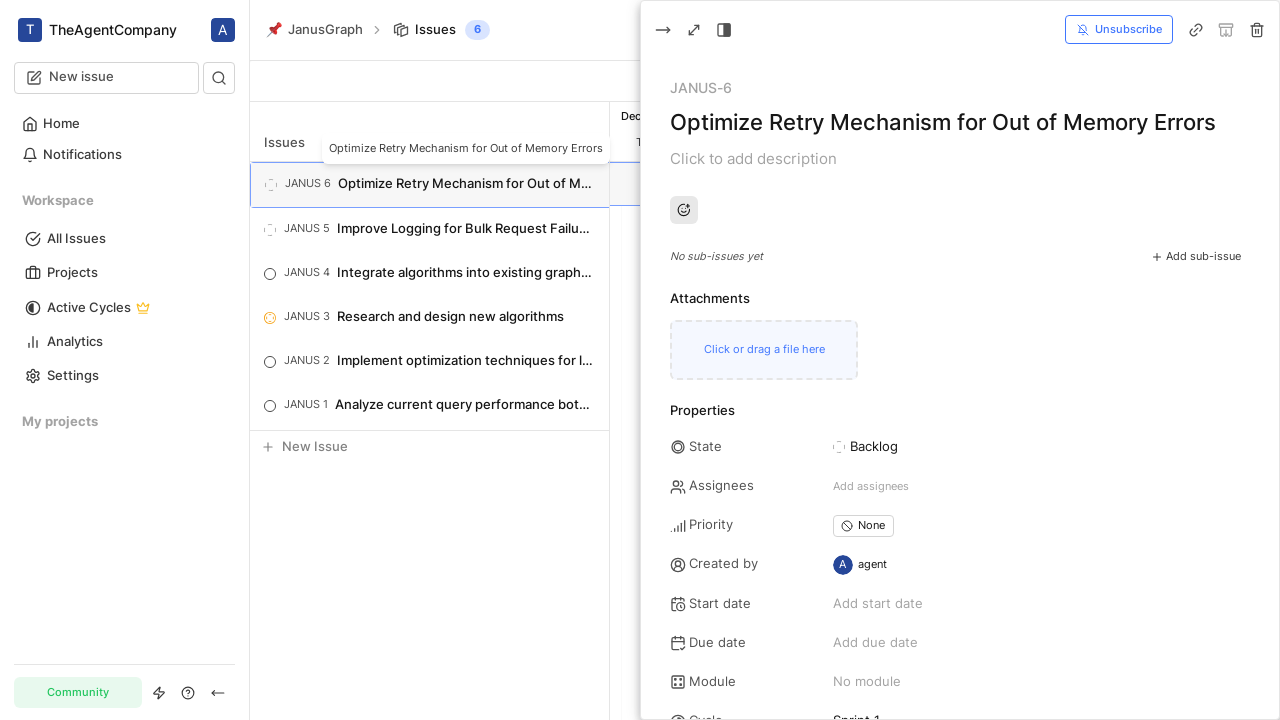 T TheAgentCompany A
New issue
Home
Notifications
Workspace
All Issues
Projects
Active Cycles
Analytics
Settings
My projects
Community
JanusGraph
Issues 6
Dec
Issues
Optimize Retry Mechanism for Out of Memory Errors
JANUS 6 Optimize Retry Mechanism for Out of M...
JANUS 5 Improve Logging for Bulk Request Failu...
JANUS 4 Integrate algorithms into existing graph...
JANUS 3 Research and design new algorithms
JANUS 2 Implement optimization techniques for l...
JANUS 1 Analyze current query performance bot...
New Issue
Unsubscribe
JANUS-6
Optimize Retry Mechanism for Out of Memory Errors
Click to add description
No sub-issues yet
Add sub-issue
Attachments
Click or drag a file here
Properties
State Backlog
Assignees Add assignees
Priority None
Created by A agent
Start date Add start date
Due date Add due date
Module No module
Cycle Sprint 1